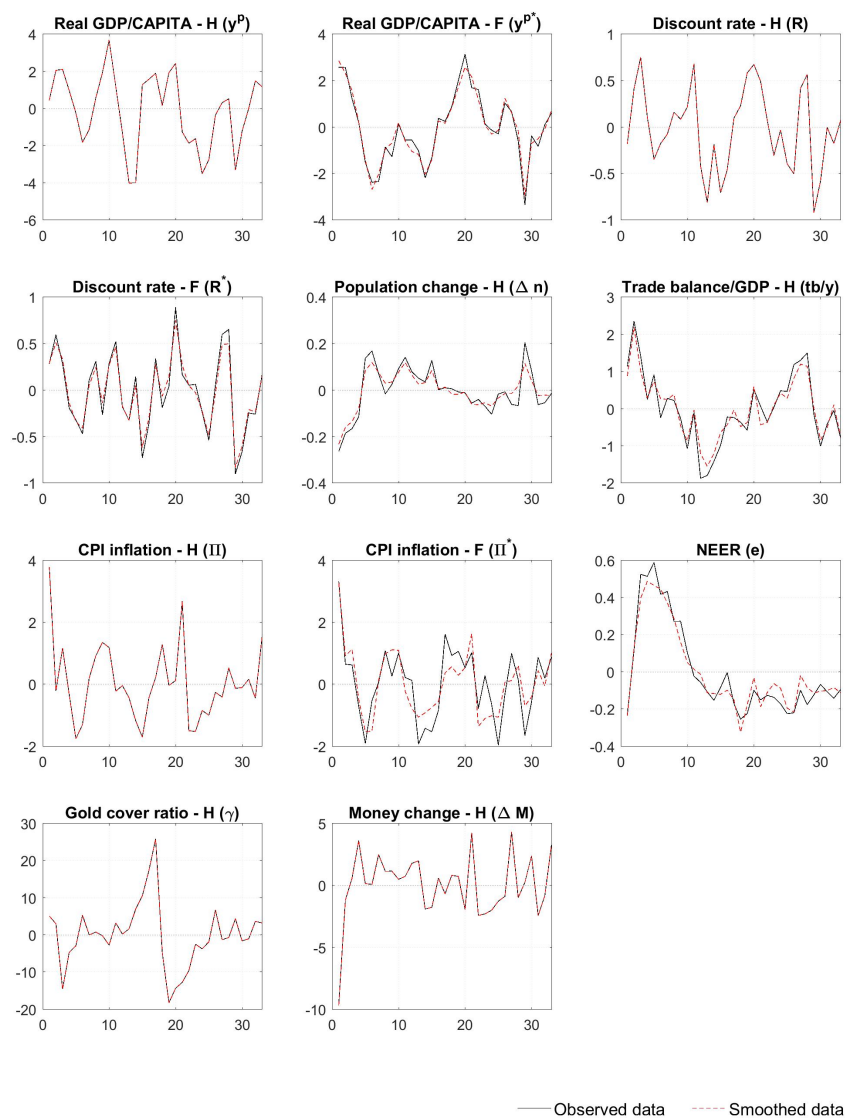 Real GDP/CAPITA - H (y^p)
Real GDP/CAPITA - F (y^p*)
Discount rate - H (R)
4
2
0
-2
-4
-6
0 10 20 30
4
2
0
-2
-4
0 10 20 30
1
0.5
0
-0.5
-1
0 10 20 30
Discount rate - F (R^*)
Population change - H (Δ n)
Trade balance/GDP - H (tb/y)
1
0.5
0
-0.5
-1
0 10 20 30
0.4
0.2
0
-0.2
-0.4
0 10 20 30
3
2
1
0
-1
-2
0 10 20 30
CPI inflation - H (Π)
CPI inflation - F (Π^*)
NEER (e)
4
2
0
-2
0 10 20 30
4
2
0
-2
0 10 20 30
0.6
0.4
0.2
0
-0.2
-0.4
0 10 20 30
Gold cover ratio - H (γ)
Money change - H (Δ M)
30
20
10
0
-10
-20
0 10 20 30
5
0
-5
-10
0 10 20 30
Observed data
Smoothed data